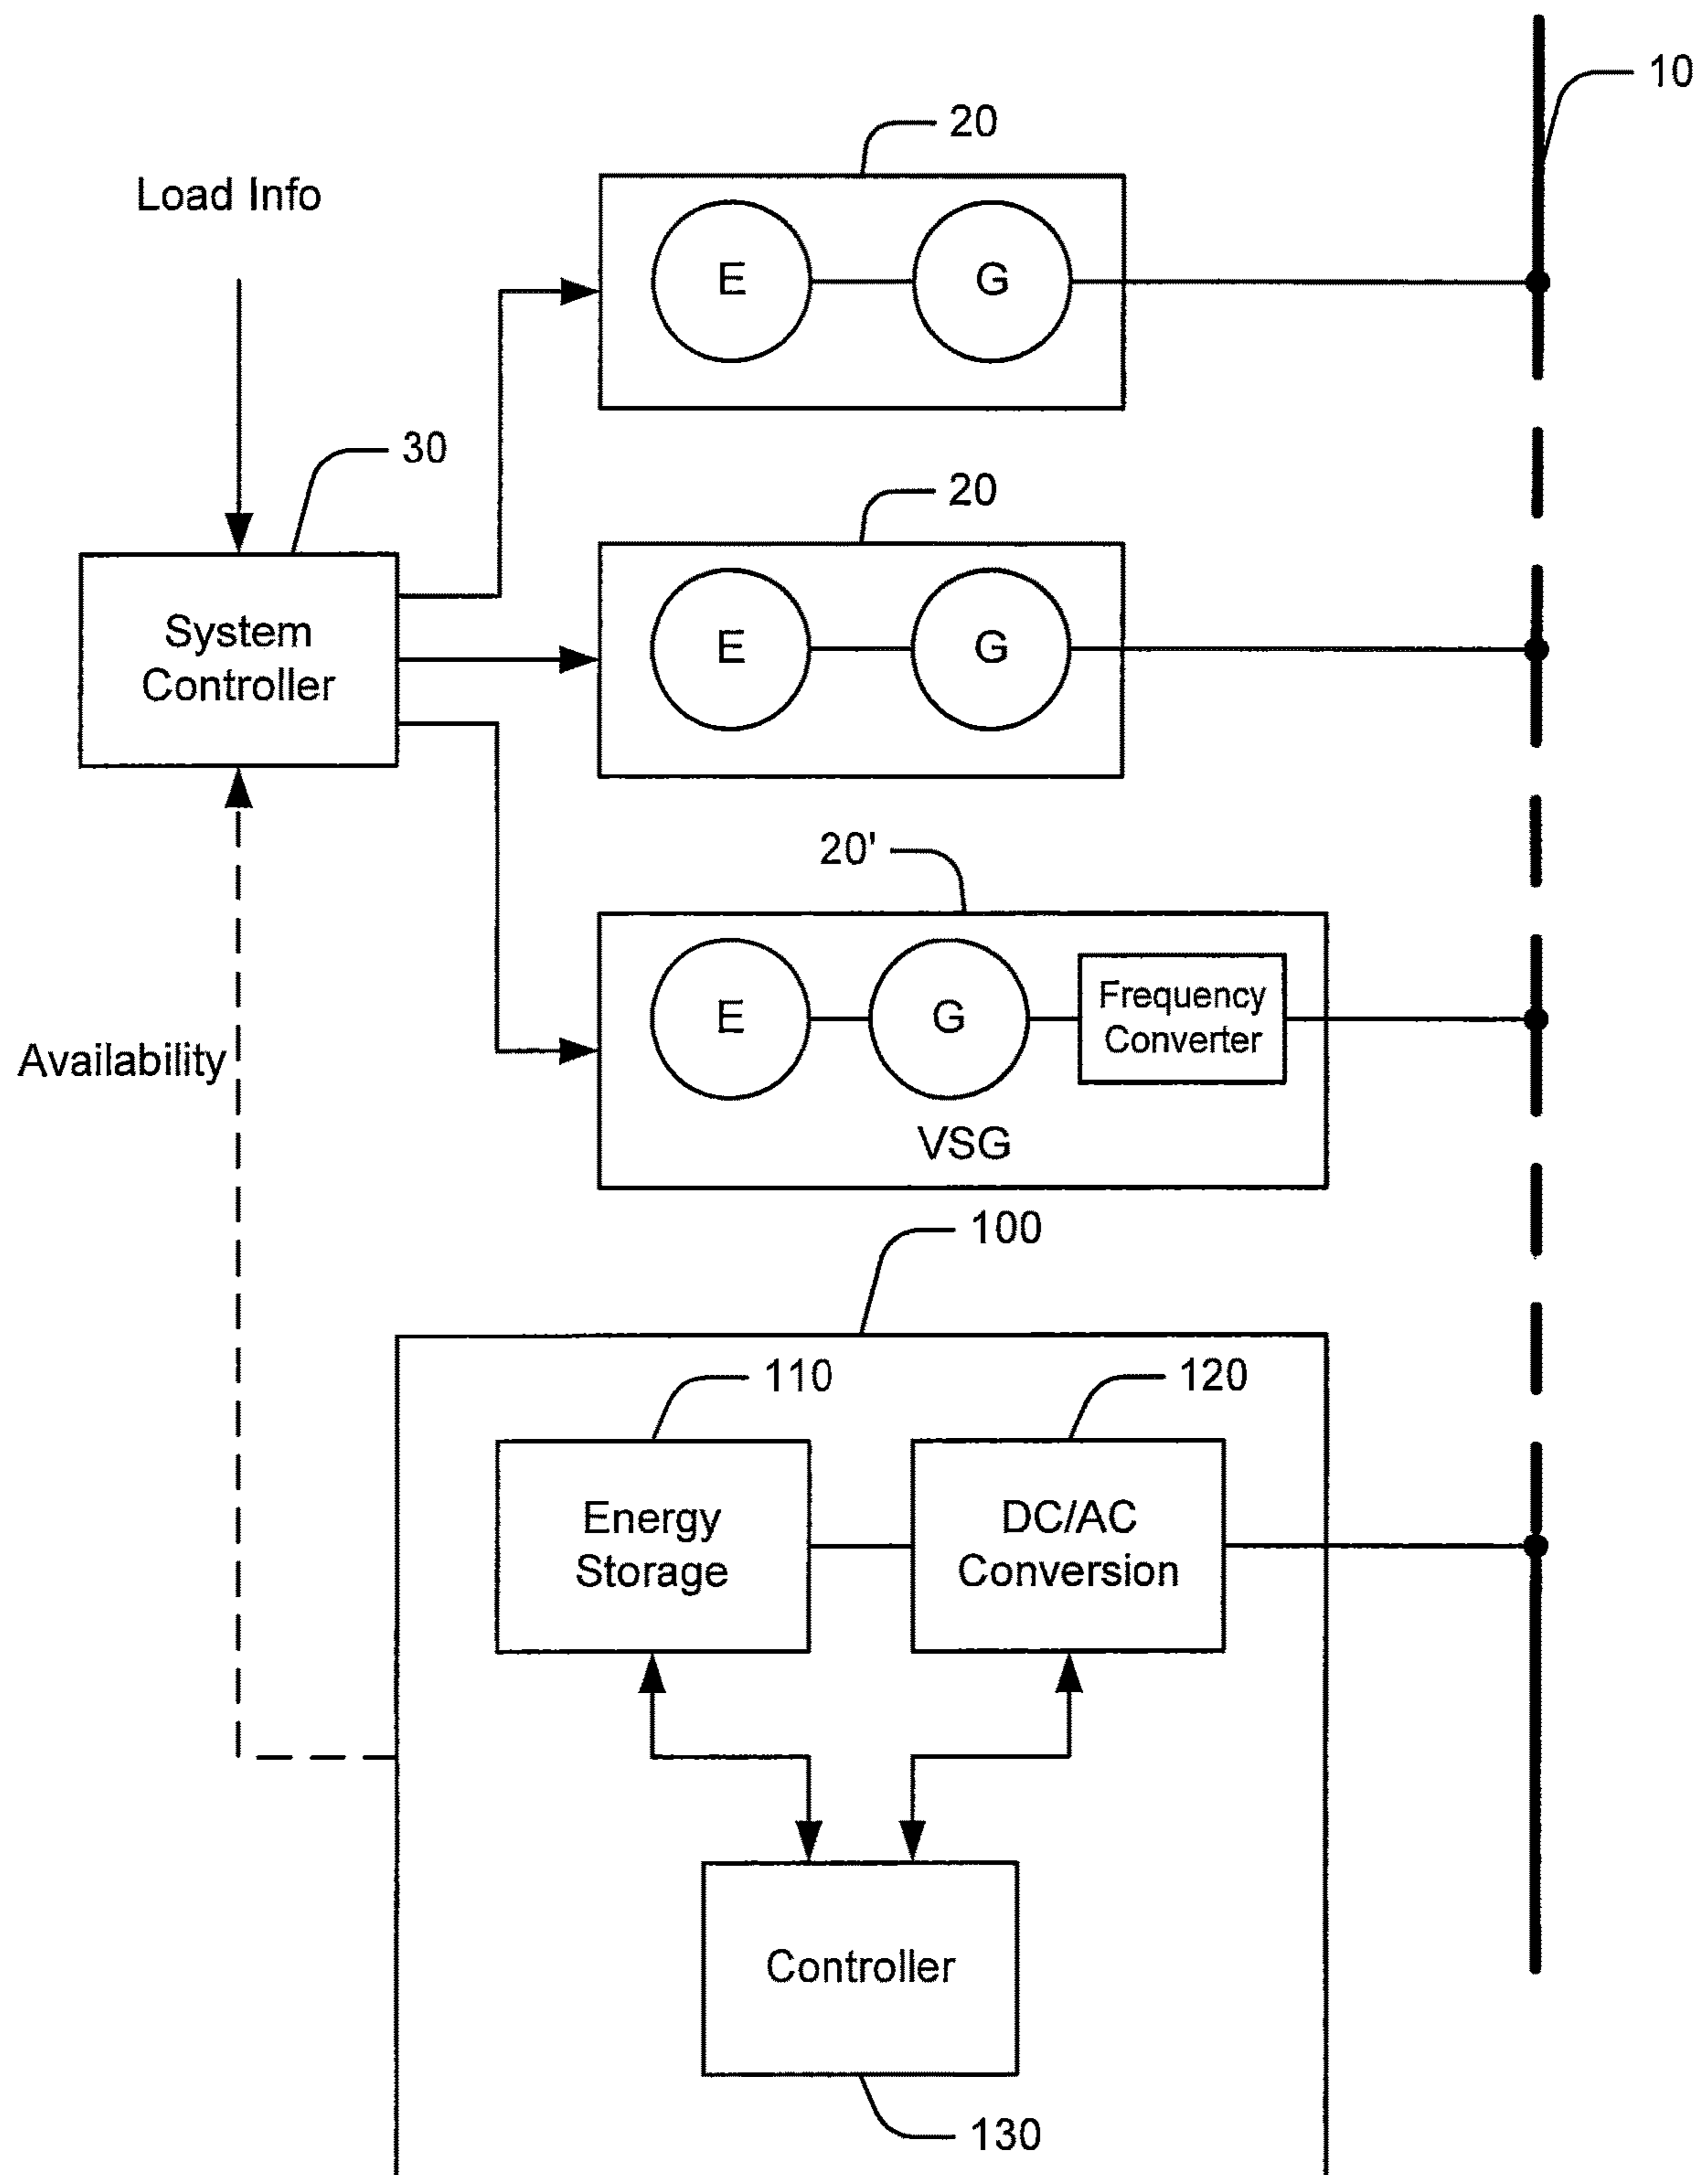 10
20
Load Info
E
G
30
20
System
Controller
E
G
20'
Availability
E
G
Frequency
Converter
VSG
100
110
120
Energy
Storage
DC/AC
Conversion
Controller
130